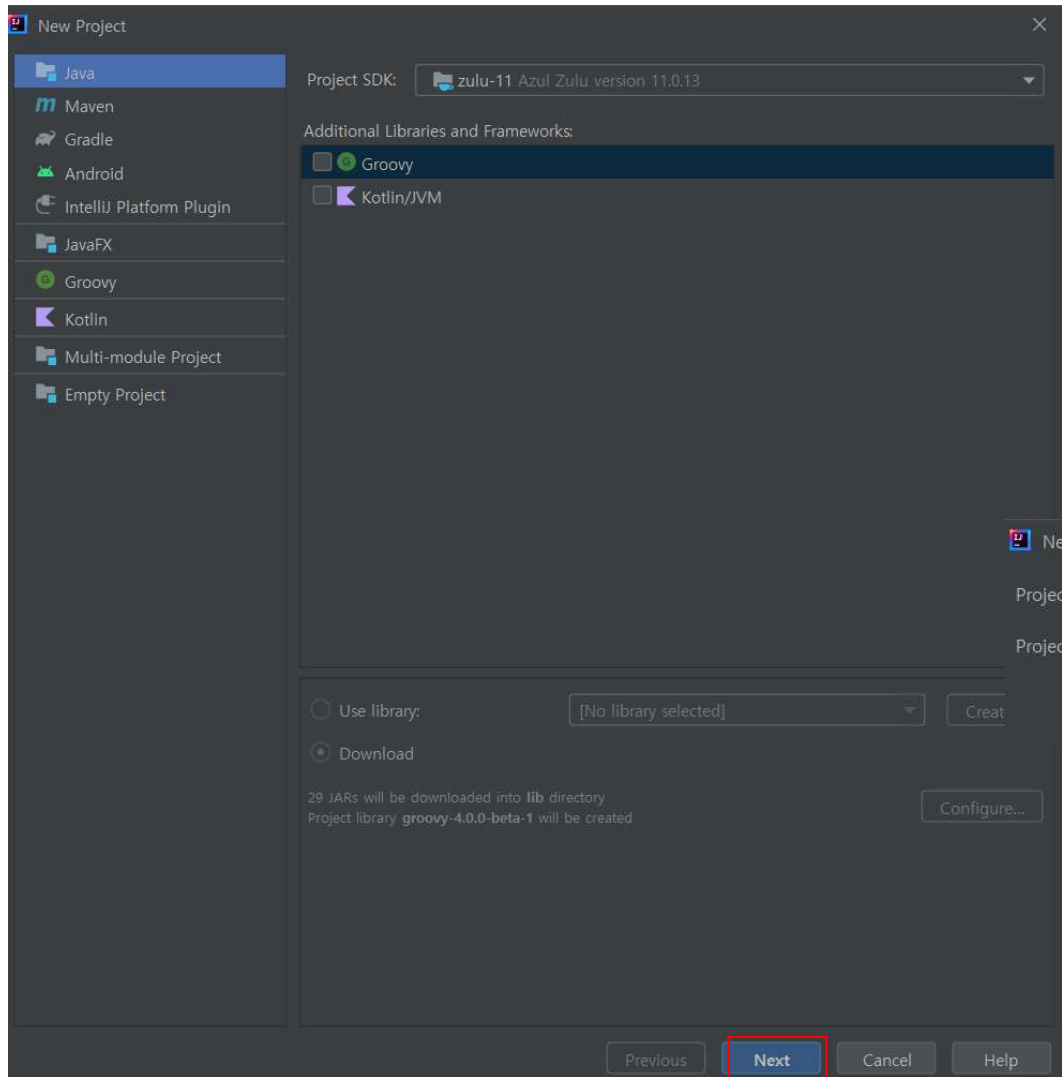 New Project
Java
Maven
Gradle
Android
IntelliJ Platform Plugin
JavaFX
Groovy
Kotlin
Multi-module Project
Empty Project
Project SDK: zulu-11 Azul Zulu version 11.0.13
Additional Libraries and Frameworks:
Groovy
Kotlin/JVM
Ne
Projec
Projec
Use library: [No library selected] Creat
Download
29 JARs will be downloaded into lib directory
Project library groovy-4.0.0-beta-1 will be created
Configure...
Previous Next Cancel Help